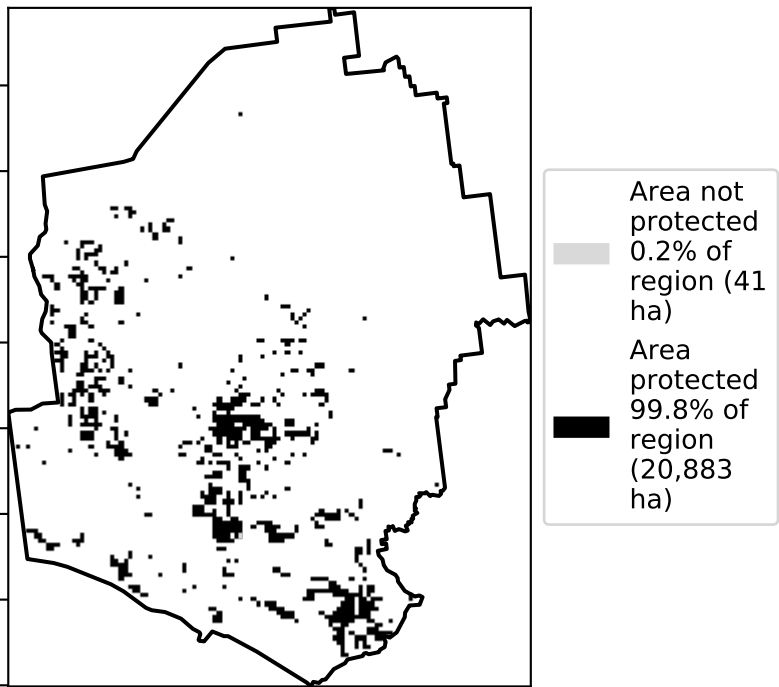 Area not
protected
0.2% of
region (41
ha)
Area
protected
99.8% of
region
(20,883
ha)